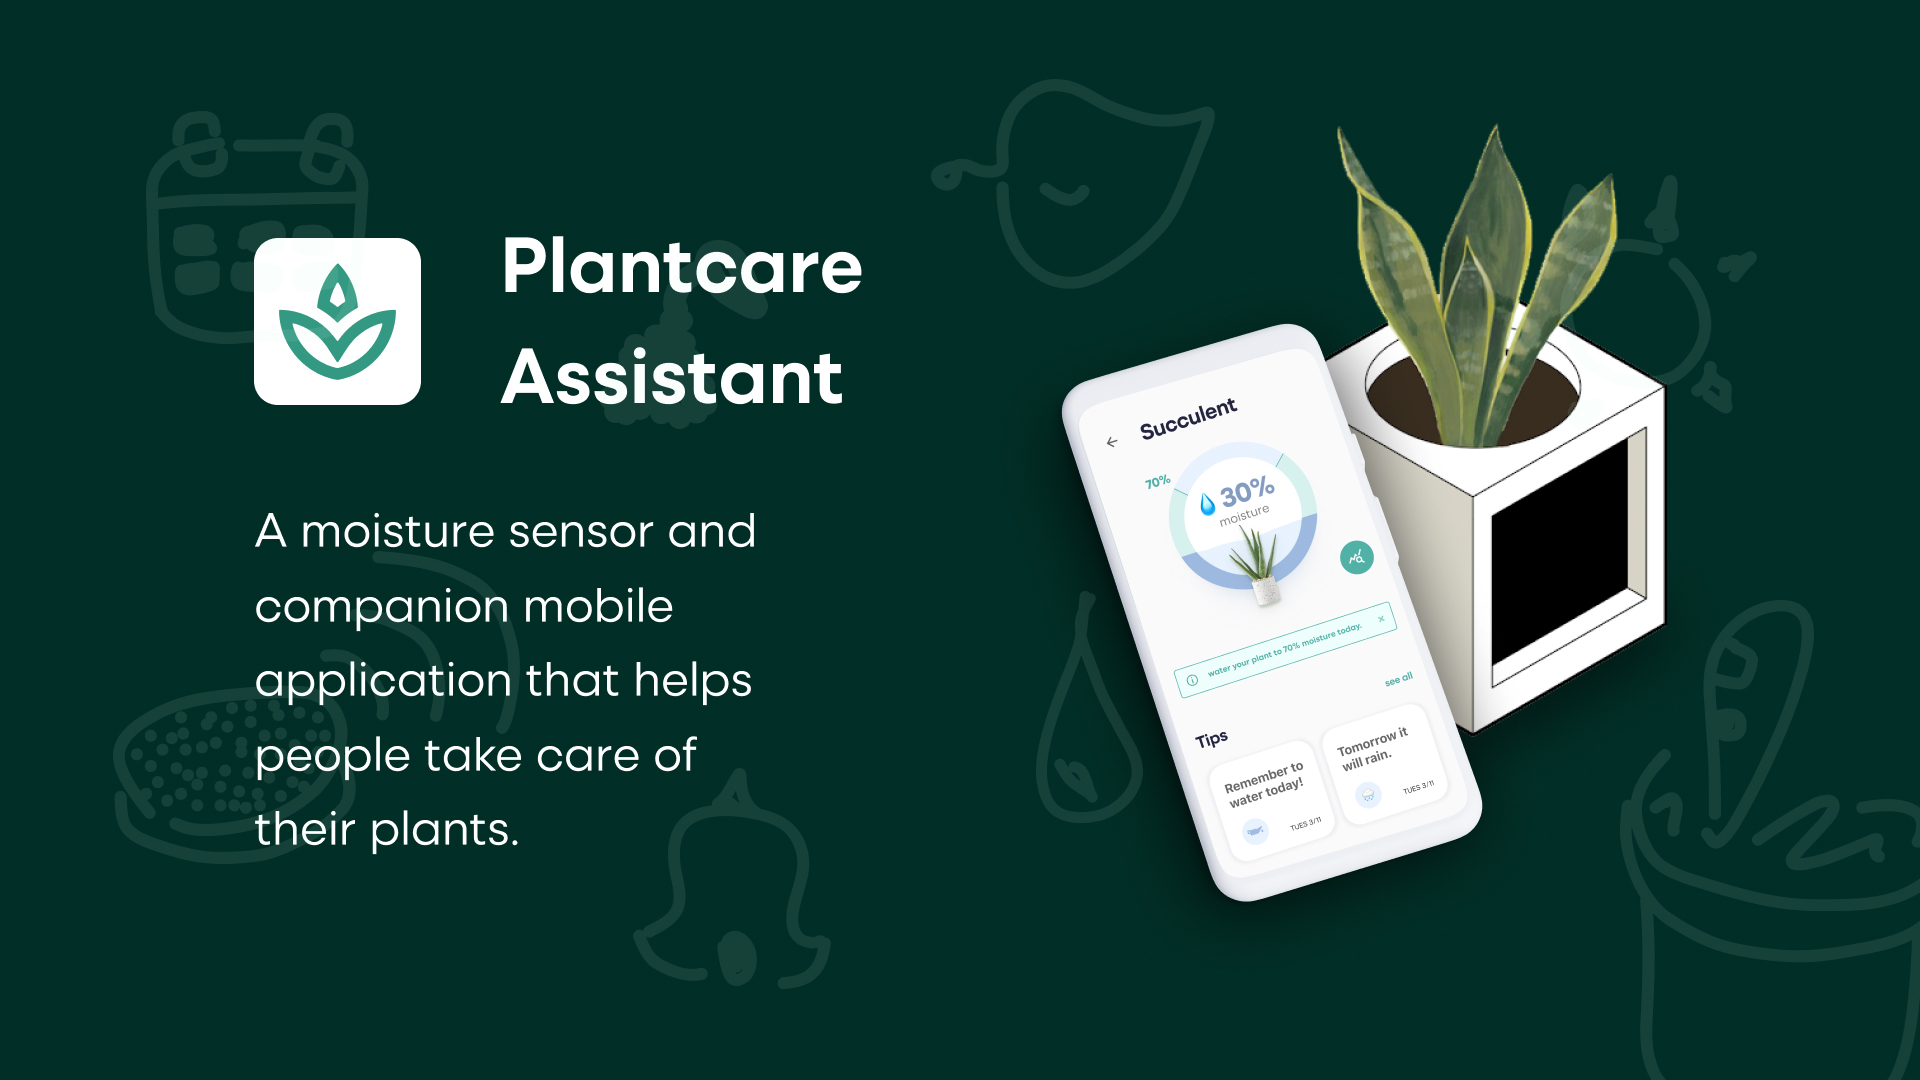 Plantcare
Assistant
A moisture sensor and
companion mobile
application that helps
people take care of
their plants.
Succulent
70%
30%
moisture
water your plant to 70% moisture today.
see all
Tips
Remember to
water today!
TUES 3/11
Tomorrow it
will rain.
TUES 3/11